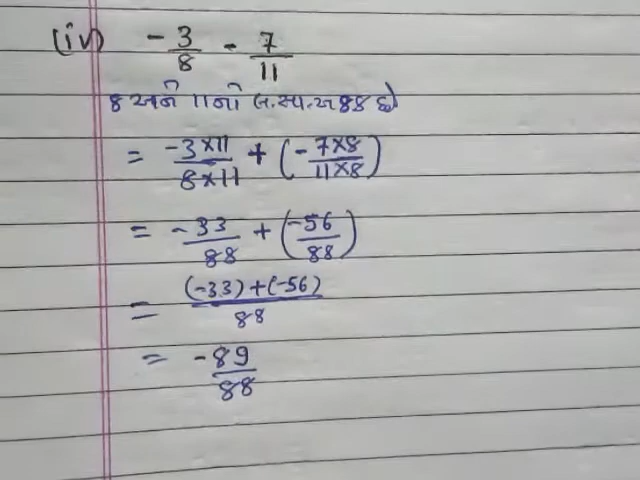 (iv) -3/8 - 7/11
8 અને 11નો લ.સા.અ 88 છે
= -3×11/8×11 + (-7×8/11×8)
= -33/88 + (-56/88)
= (-33)+(-56)/88
= -89/88